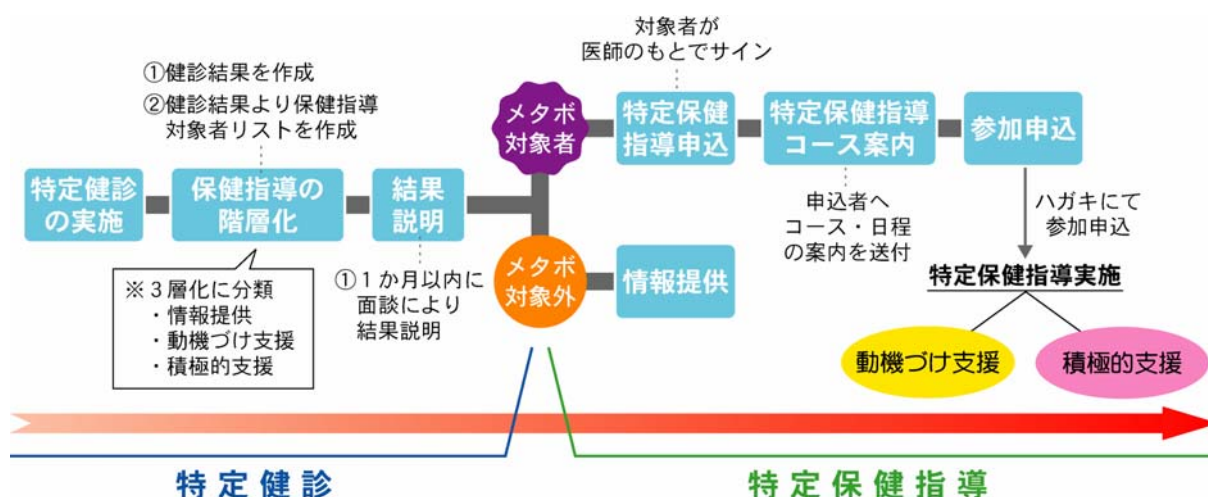 ①健診結果を作成
②健診結果より保健指導
対象者リストを作成
特定健診
の実施
保健指導の
階層化
結果
説明
※３層化に分類
・情報提供
・動機づけ支援
・積極的支援
①１か月以内に
面談により
結果説明
メタボ
対象者
メタボ
対象外
対象者が
医師のもとでサイン
特定保健
指導申込
特定保健指導
コース案内
参加申込
情報提供
申込者へ
コース・日程
の案内を送付
ハガキにて
参加申込
特定保健指導実施
動機づけ支援
積極的支援
特定健診
特定保健指導